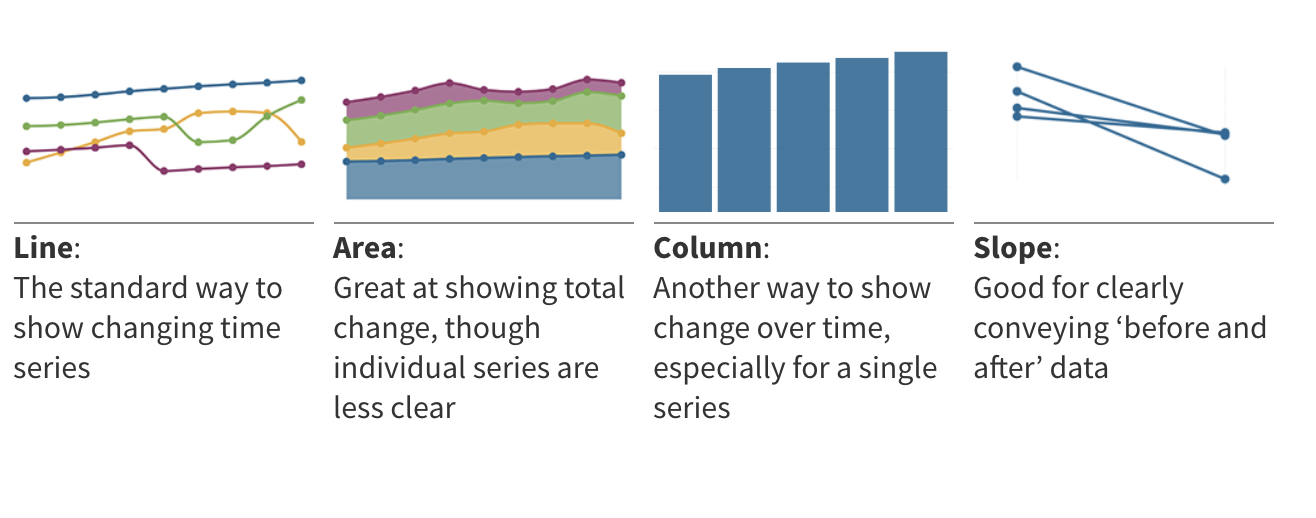 Line:
The standard way to
show changing time
series
Area:
Great at showing total
change, though
individual series are
less clear
Column:
Another way to show
change over time,
especially for a single
series
Slope:
Good for clearly
conveying ‘before and
after’ data